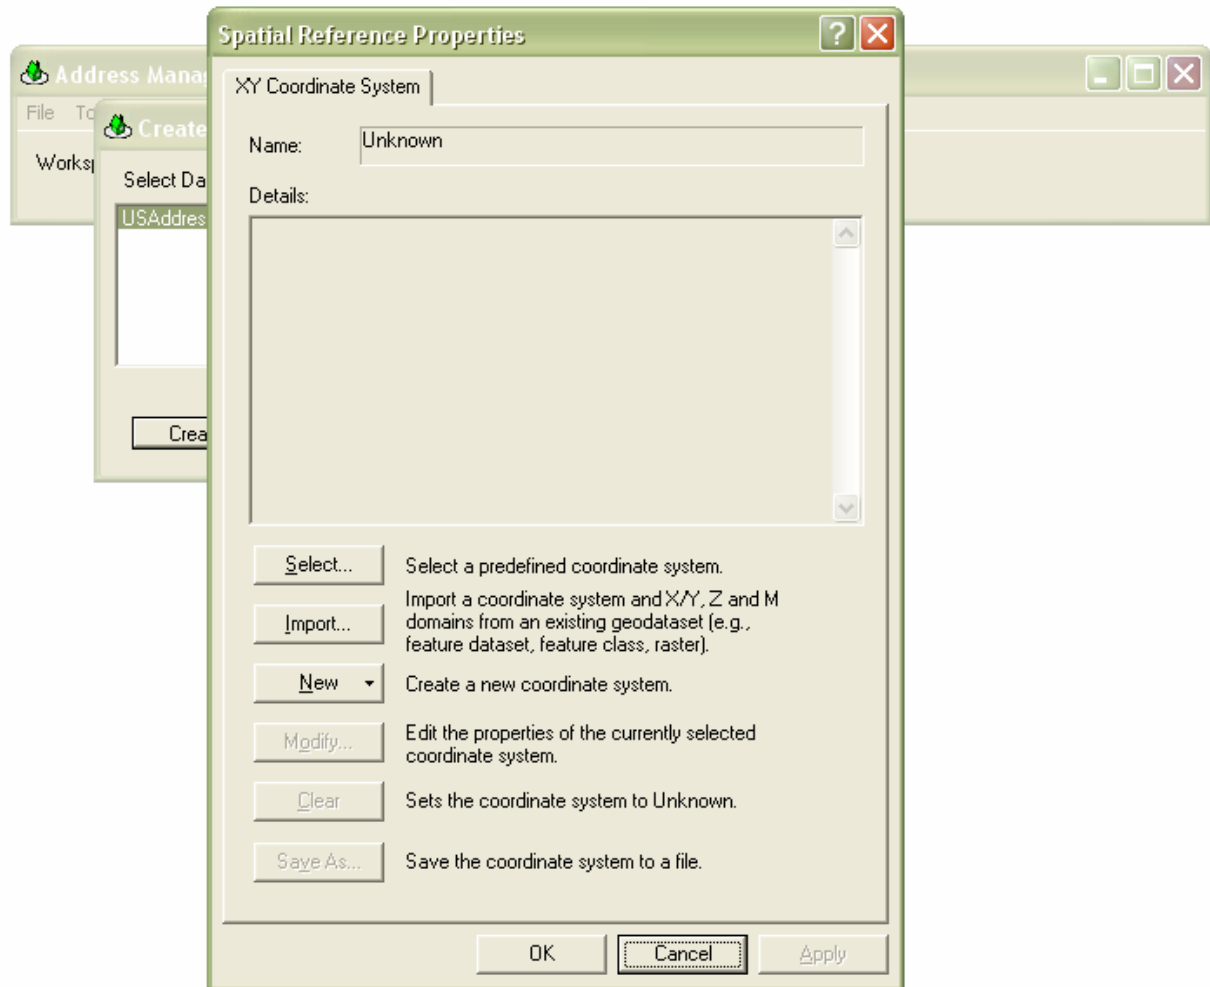 Spatial Reference Properties
Address Mana
File To
Create
XY Coordinate System
Works
Select Da
USAddres
Crea
Name: Unknown
Details:
Select... Select a predefined coordinate system.
Import... Import a coordinate system and X/Y, Z and M
domains from an existing geodataset (e.g.,
feature dataset, feature class, raster).
New Create a new coordinate system.
Modify... Edit the properties of the currently selected
coordinate system.
Clear Sets the coordinate system to Unknown.
Save As... Save the coordinate system to a file.
OK Cancel Apply